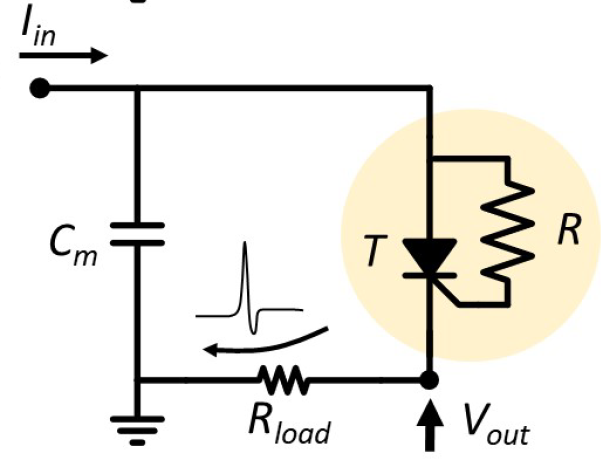 I_in
T
R
C_m
R_load
V_out